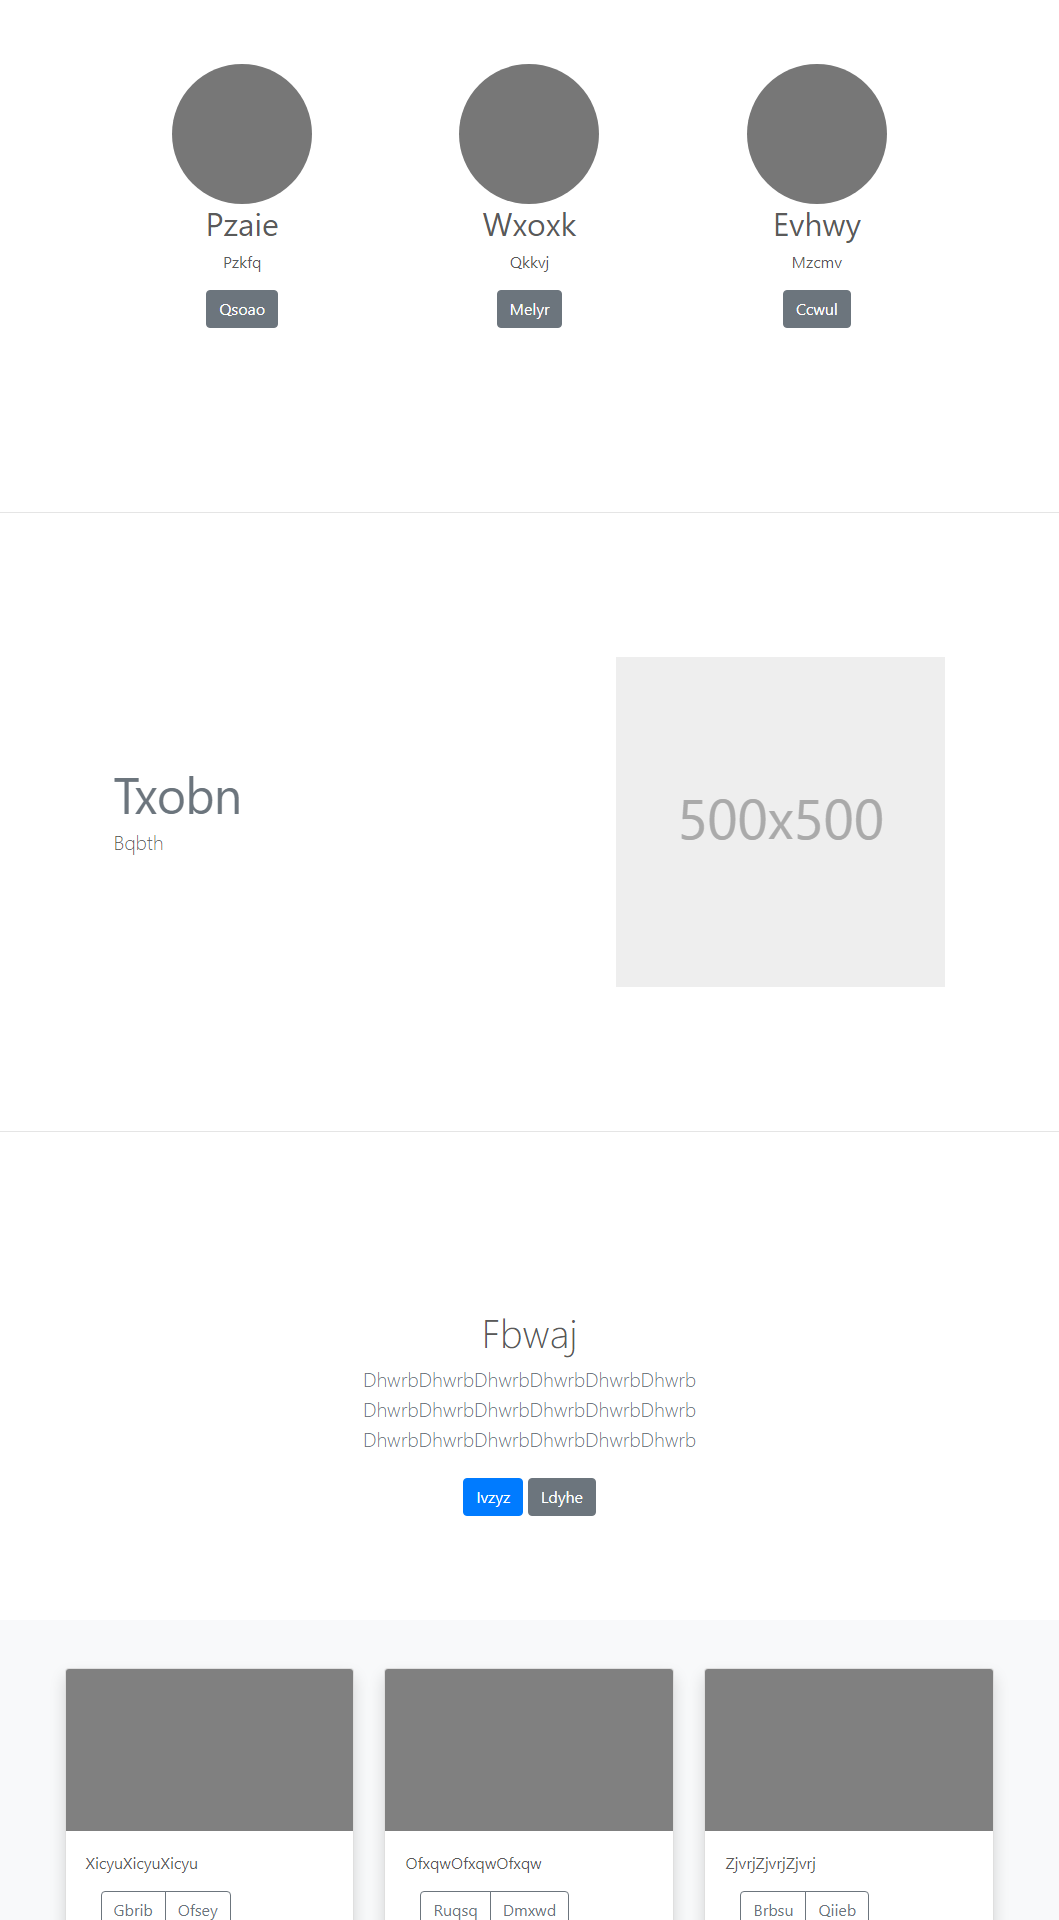 Pzaie
Wxoxk
Evhwy
Pzkfq
Qkkvj
Mzcmv
Qsoao
Melyr
Ccwul
Txobn
Bqbth
500x500
Fbwaj
DhwrbDhwrbDhwrbDhwrbDhwrbDhwrb
DhwrbDhwrbDhwrbDhwrbDhwrbDhwrb
DhwrbDhwrbDhwrbDhwrbDhwrbDhwrb
Ivzyz Ldyhe
XicyuXicyuXicyu
OfxqwOfxqwOfxqw
ZjvrjZjvrjZjvrj
Gbrib Ofsey
Ruqsq Dmxwd
Brbsu Qiieb